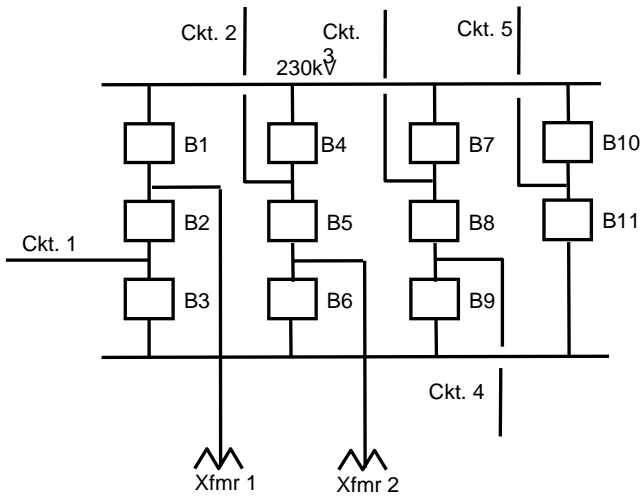 Ckt. 2
Ckt.
3
Ckt. 5
230kV
B1
B4
B7
B10
B2
B5
B8
B11
Ckt. 1
B3
B6
B9
Ckt. 4
Xfmr 1
Xfmr 2